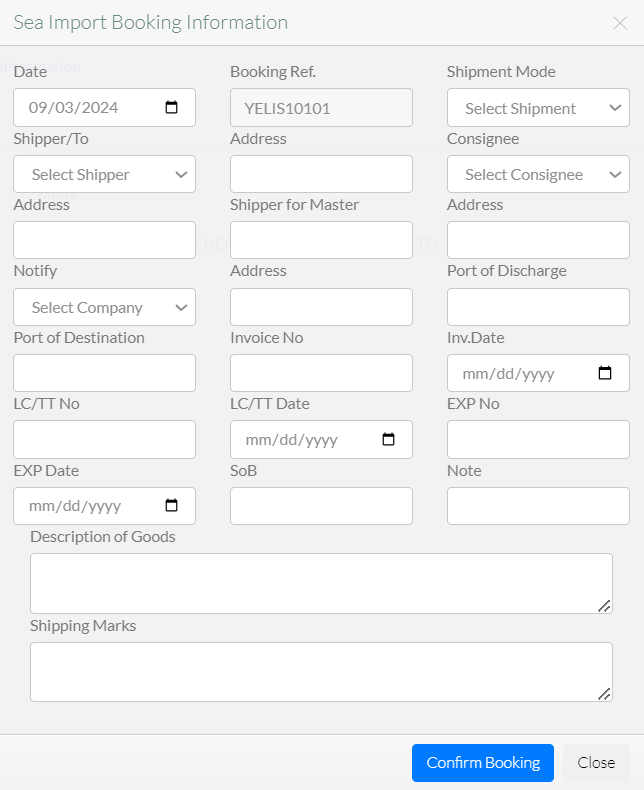 Sea Import Booking Information
Date Booking Ref. Shipment Mode
09/03/2024 YELIS10101 Select Shipment
Shipper/To Address Consignee
Select Shipper Select Consignee
Address Shipper for Master Address
Notify Address Port of Discharge
Select Company
Port of Destination Invoice No Inv.Date
mm/dd/yyyy
LC/TT No LC/TT Date EXP No
mm/dd/yyyy
EXP Date SoB Note
mm/dd/yyyy
Description of Goods
Shipping Marks
Confirm Booking Close